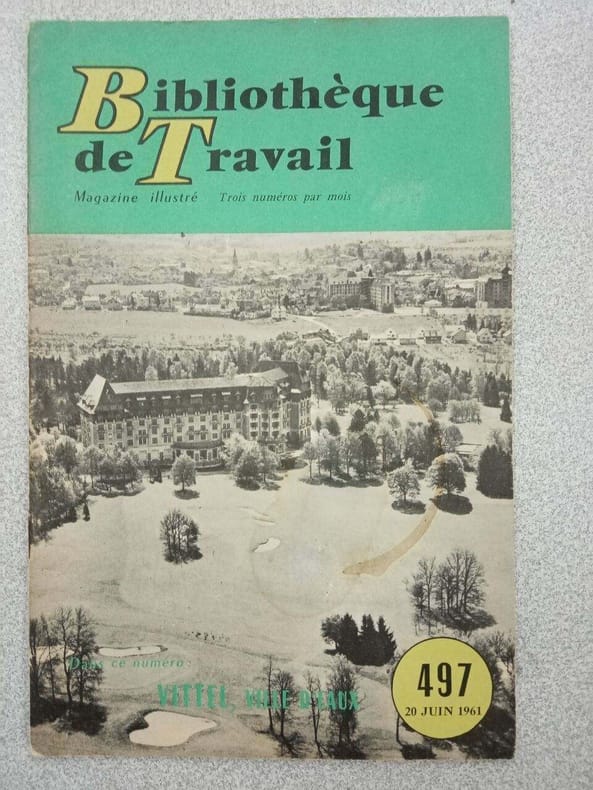 Bibliothèque
de Travail
Magazine illustré Trois numéros par mois
Dans ce numéro :
VITTEL, VILLE D'EAUX
497
20 JUIN 1961